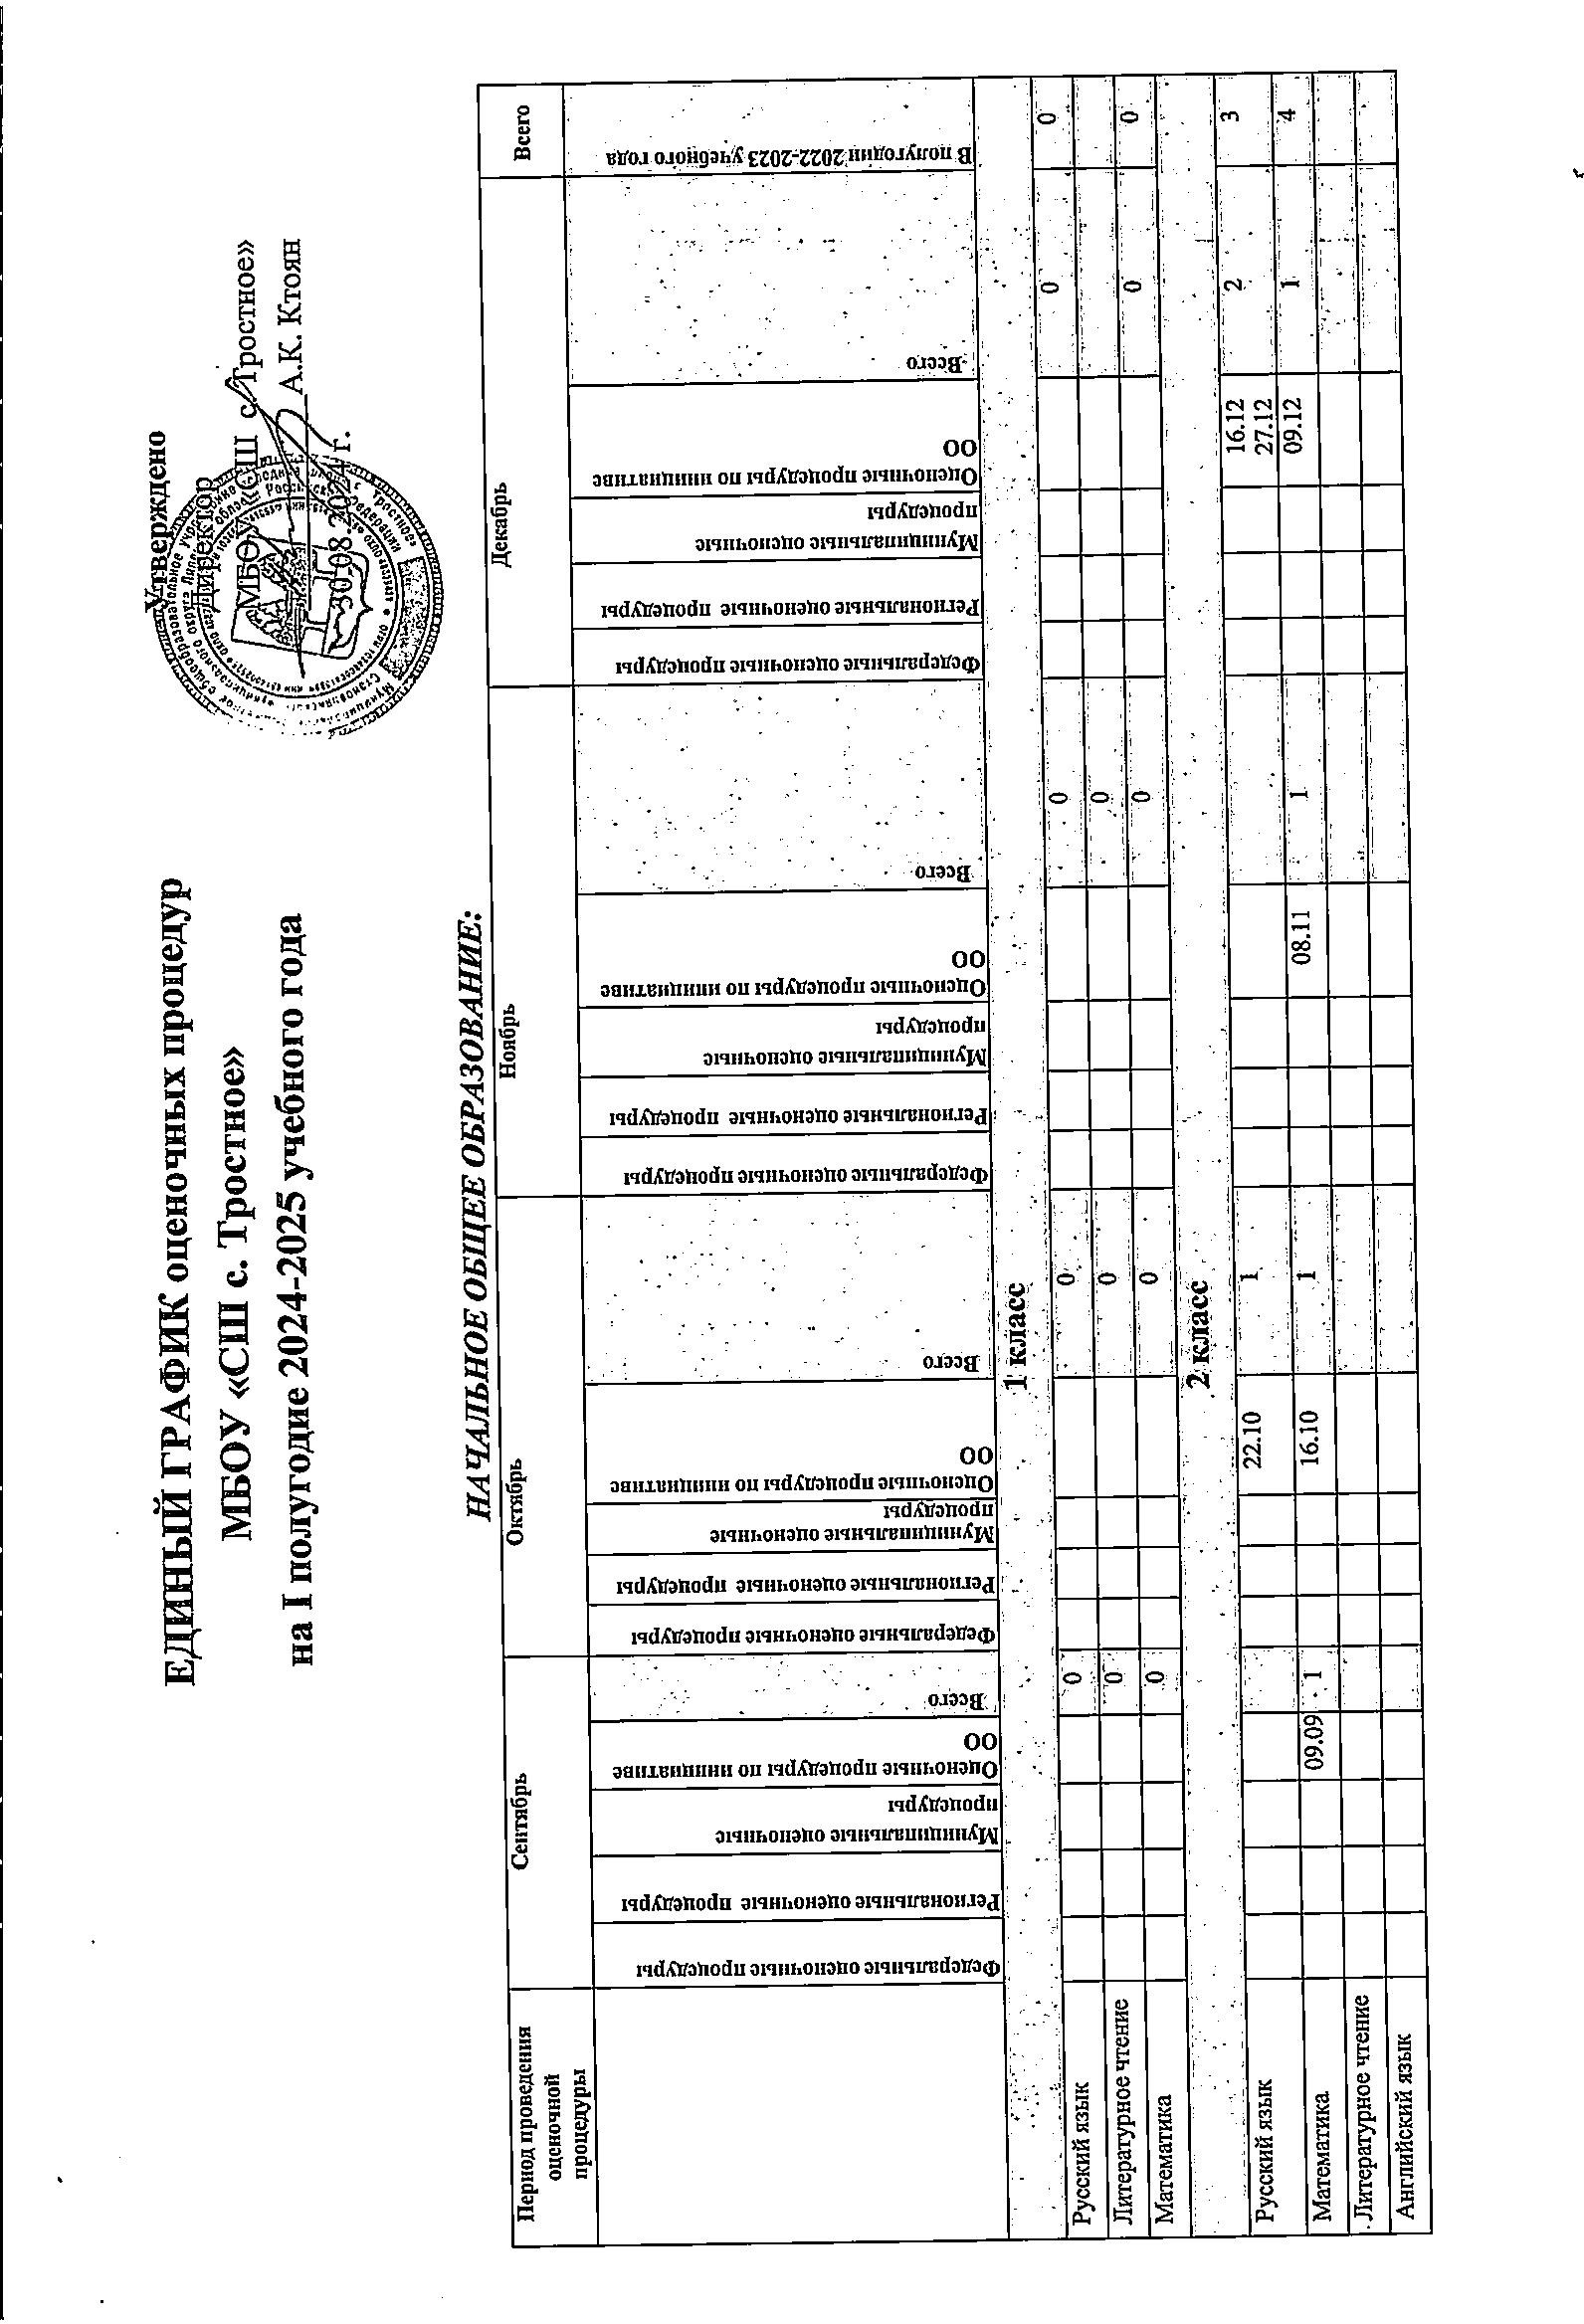 Утверждено
Директор
МБОУ «СШ с. Тростное»
А.К. Ктоян
30.08.2024 г.
ЕДИНЫЙ ГРАФИК оценочных процедур
МБОУ «СШ с. Тростное»
на I полугодие 2024-2025 учебного года
НАЧАЛЬНОЕ ОБЩЕЕ ОБРАЗОВАНИЕ:
Период проведения оценочной процедуры Сентябрь Октябрь Ноябрь Декабрь Всего
Федеральные оценочные процедуры
Региональные оценочные процедуры
Муниципальные оценочные процедуры
Оценочные процедуры по инициативе ОО
Всего
Федеральные оценочные процедуры
Региональные оценочные процедуры
Муниципальные оценочные процедуры
Оценочные процедуры по инициативе ОО
Всего
Федеральные оценочные процедуры
Региональные оценочные процедуры
Муниципальные оценочные процедуры
Оценочные процедуры по инициативе ОО
Всего
Федеральные оценочные процедуры
Региональные оценочные процедуры
Муниципальные оценочные процедуры
Оценочные процедуры по инициативе ОО
Всего
В полугодии 2022-2023 учебного года
1 класс
Русский язык 0 0 0 0 0
Литературное чтение 0 0 0
Математика 0 0 0 0 0
2 класс
Русский язык 22.10 1 16.12 27.12 2 3
Математика 09.09 1 16.10 1 08.11 1 09.12 1 4
Литературное чтение
Английский язык